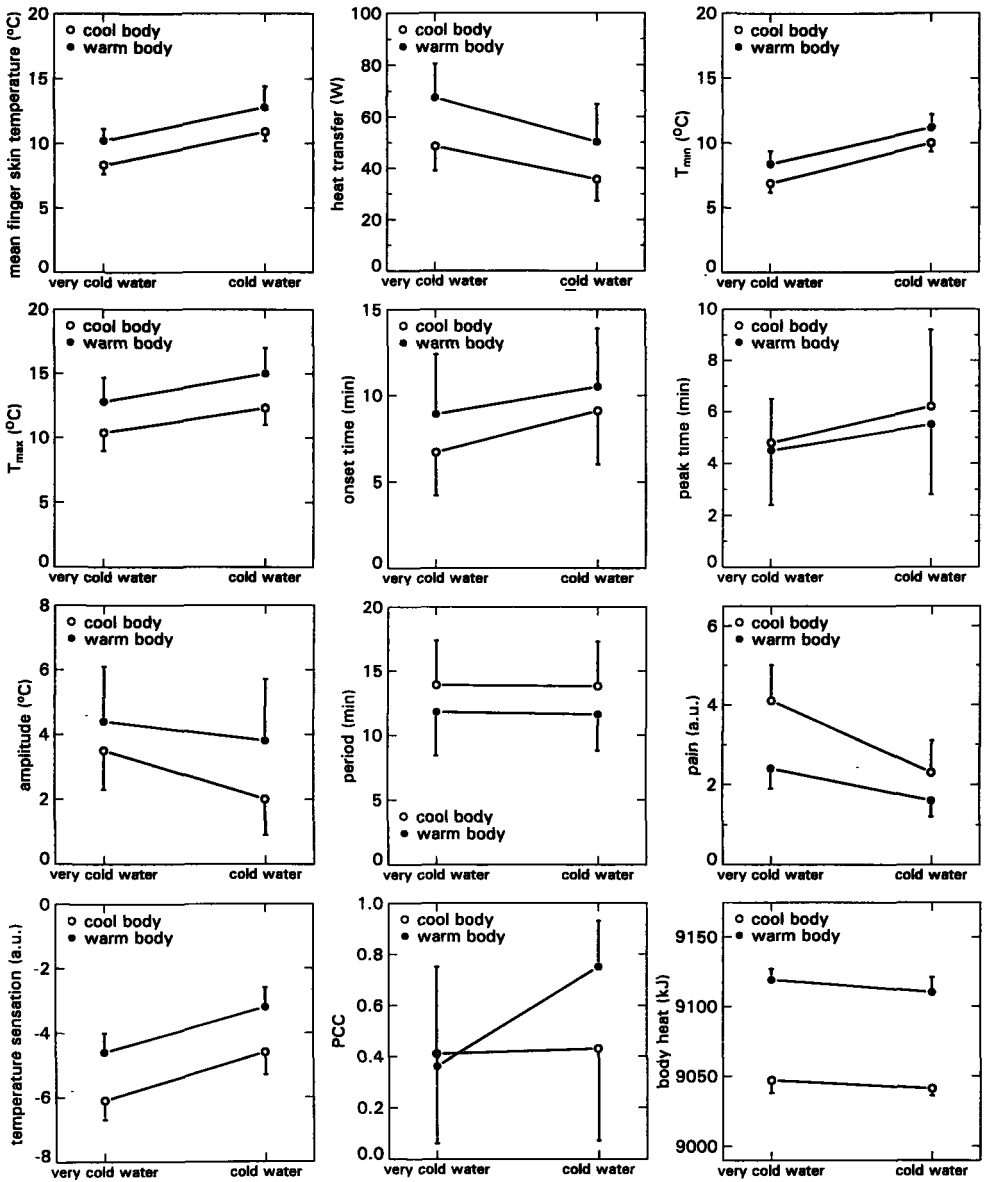 mean finger skin temperature (°C)
20
15
10
5
0
cool body
warm body
very cold water
cold water
heat transfer (W)
100
80
60
40
20
0
cool body
warm body
very cold water
cold water
Tmin (°C)
20
15
10
5
0
cool body
warm body
very cold water
cold water
Tmax (°C)
20
15
10
5
0
cool body
warm body
very cold water
cold water
onset time (min)
15
10
5
0
cool body
warm body
very cold water
cold water
peak time (min)
10
8
6
4
2
0
cool body
warm body
very cold water
cold water
amplitude (°C)
8
6
4
2
0
cool body
warm body
very cold water
cold water
period (min)
20
15
10
5
0
cool body
warm body
very cold water
cold water
pain (a.u.)
6
4
2
0
cool body
warm body
very cold water
cold water
temperature sensation (a.u.)
0
-2
-4
-6
-8
cool body
warm body
very cold water
cold water
PCC
1.0
0.8
0.6
0.4
0.2
0.0
cool body
warm body
very cold water
cold water
body heat (kJ)
9150
9100
9050
9000
cool body
warm body
very cold water
cold water